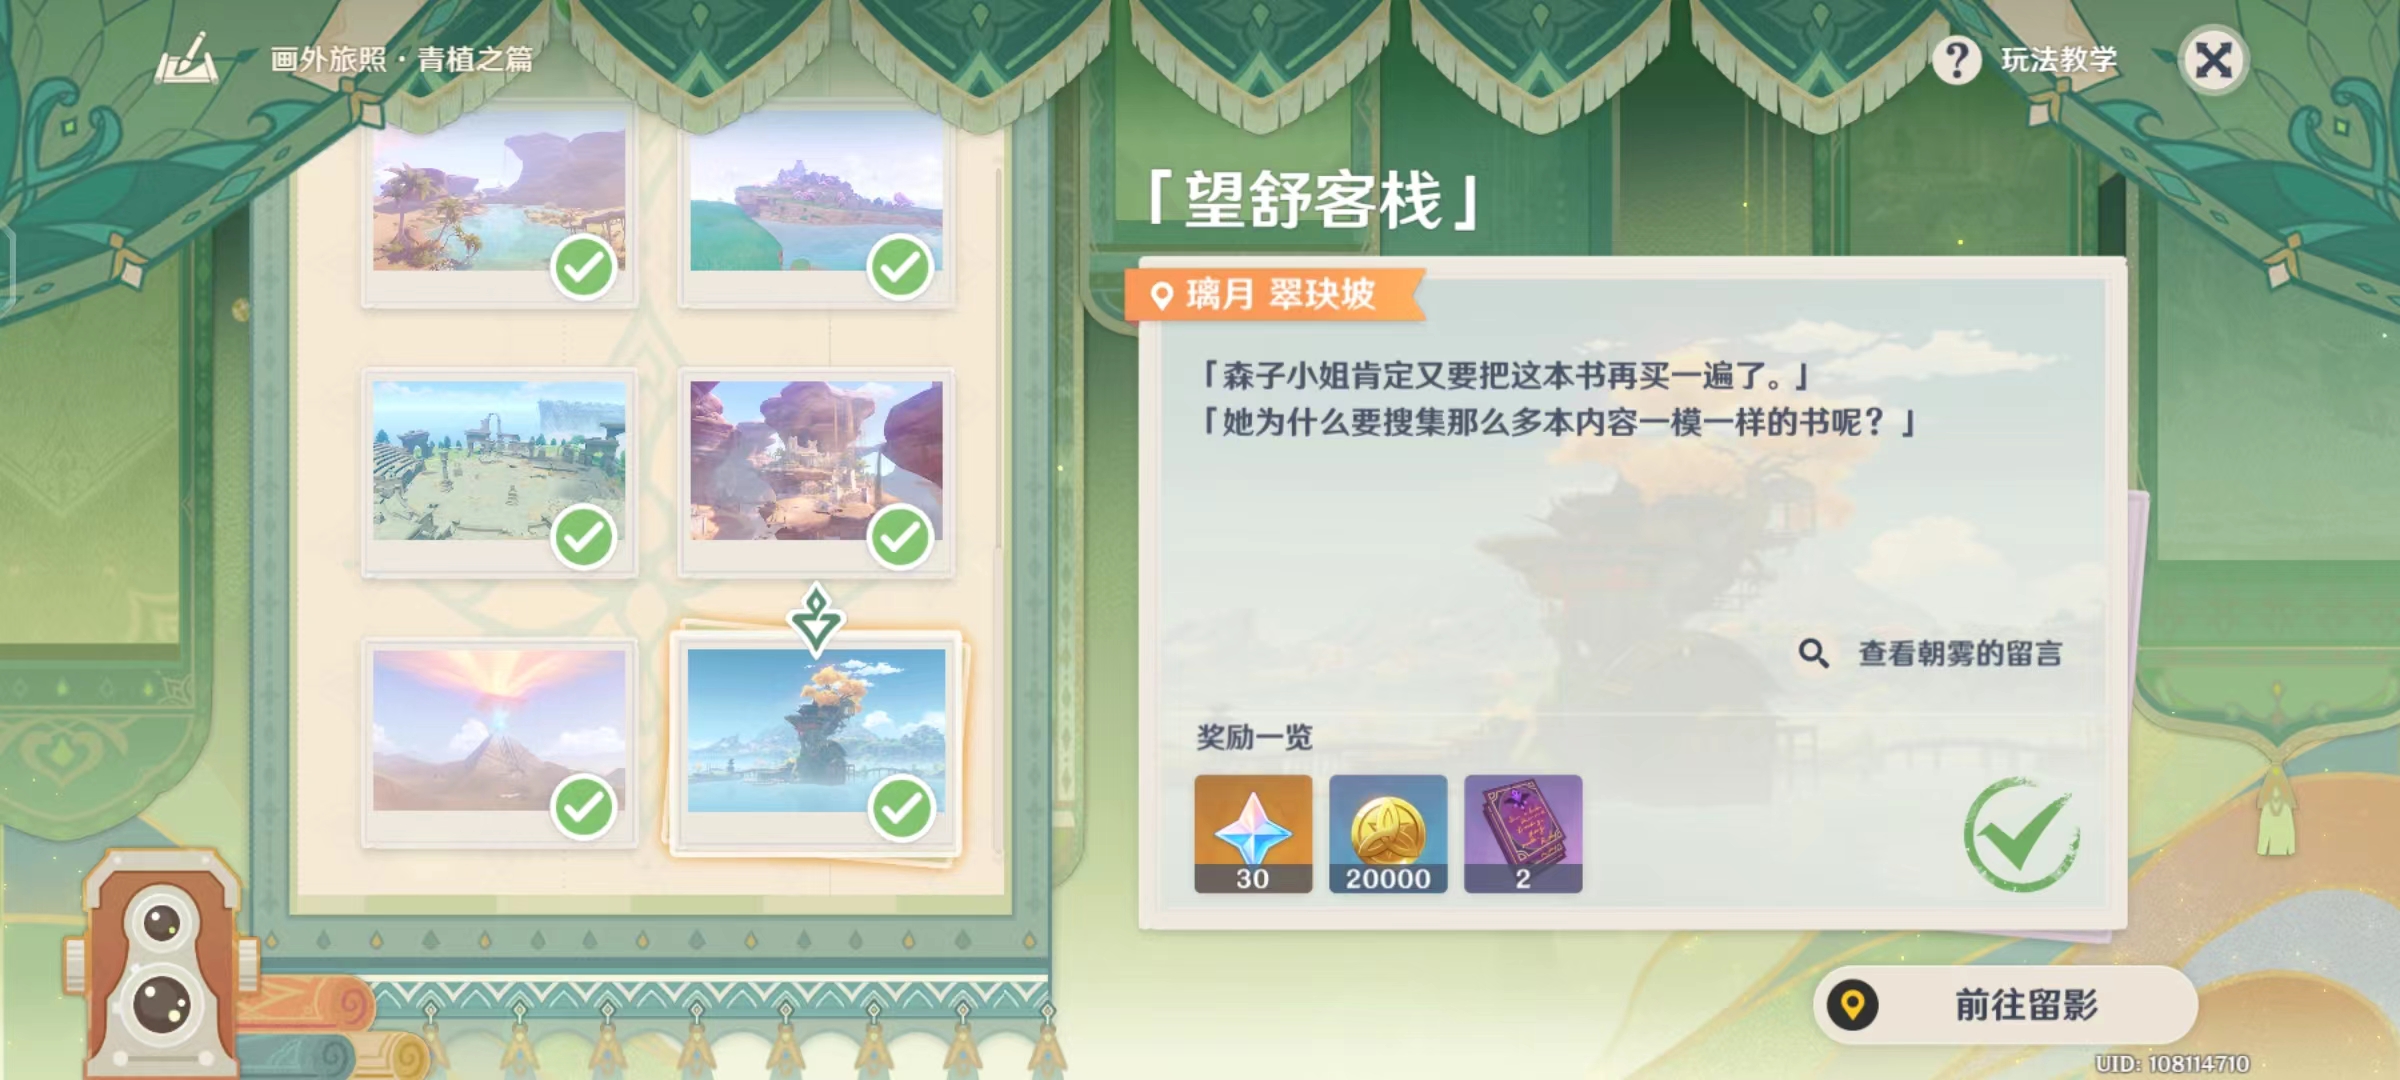 画外旅照·青植之篇
玩法教学
「望舒客栈」
璃月 翠玦坡
「森子小姐肯定又要把这本书再买一遍了。」
「她为什么要搜集那么多本内容一模一样的书呢？」
查看朝雾的留言
奖励一览
30
20000
2
前往留影
UID: 108114710